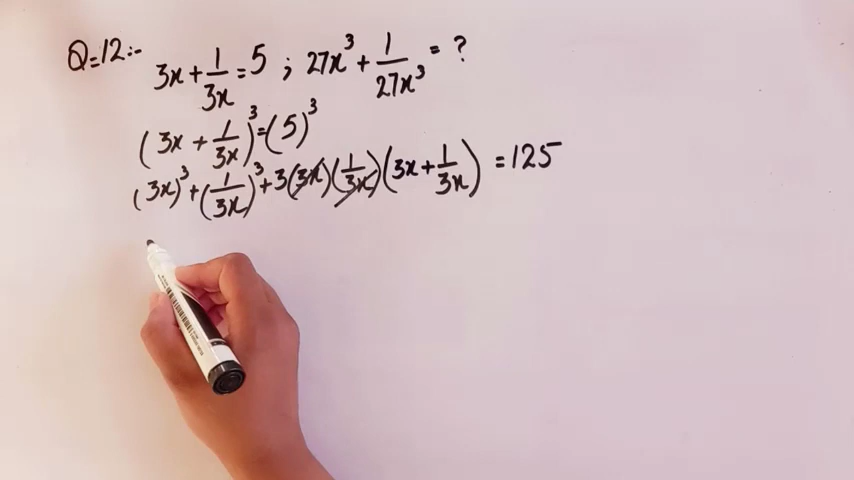 Q=12:- 3x + 1/3x = 5 ; 27x³ + 1/27x³ = ?
(3x + 1/3x)³ = (5)³
(3x)³ + (1/3x)³ + 3(3x)(1/3x)(3x + 1/3x) = 125